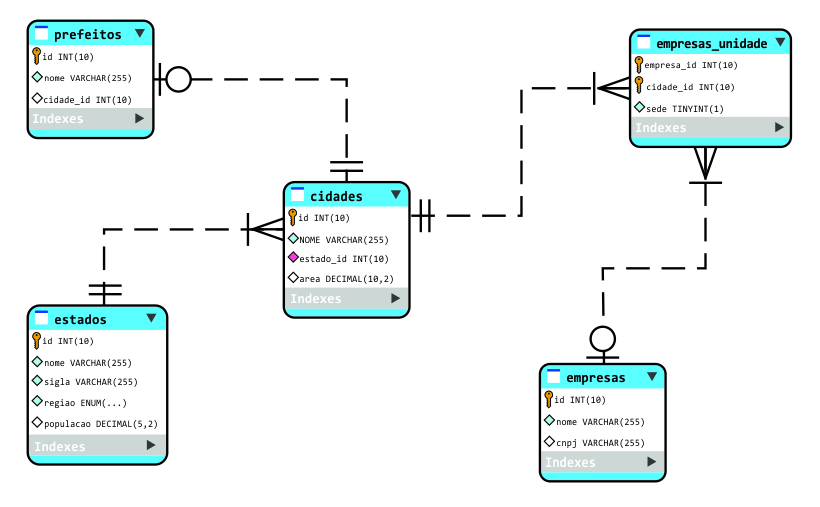 prefeitos
id INT(10)
nome VARCHAR(255)
cidade_id INT(10)
Indexes
empresas_unidade
empresa_id INT(10)
cidade_id INT(10)
sede TINYINT(1)
Indexes
cidades
id INT(10)
NOME VARCHAR(255)
estado_id INT(10)
area DECIMAL(10,2)
Indexes
estados
id INT(10)
nome VARCHAR(255)
sigla VARCHAR(255)
regiao ENUM(...)
populacao DECIMAL(5,2)
Indexes
empresas
id INT(10)
nome VARCHAR(255)
cnpj VARCHAR(255)
Indexes